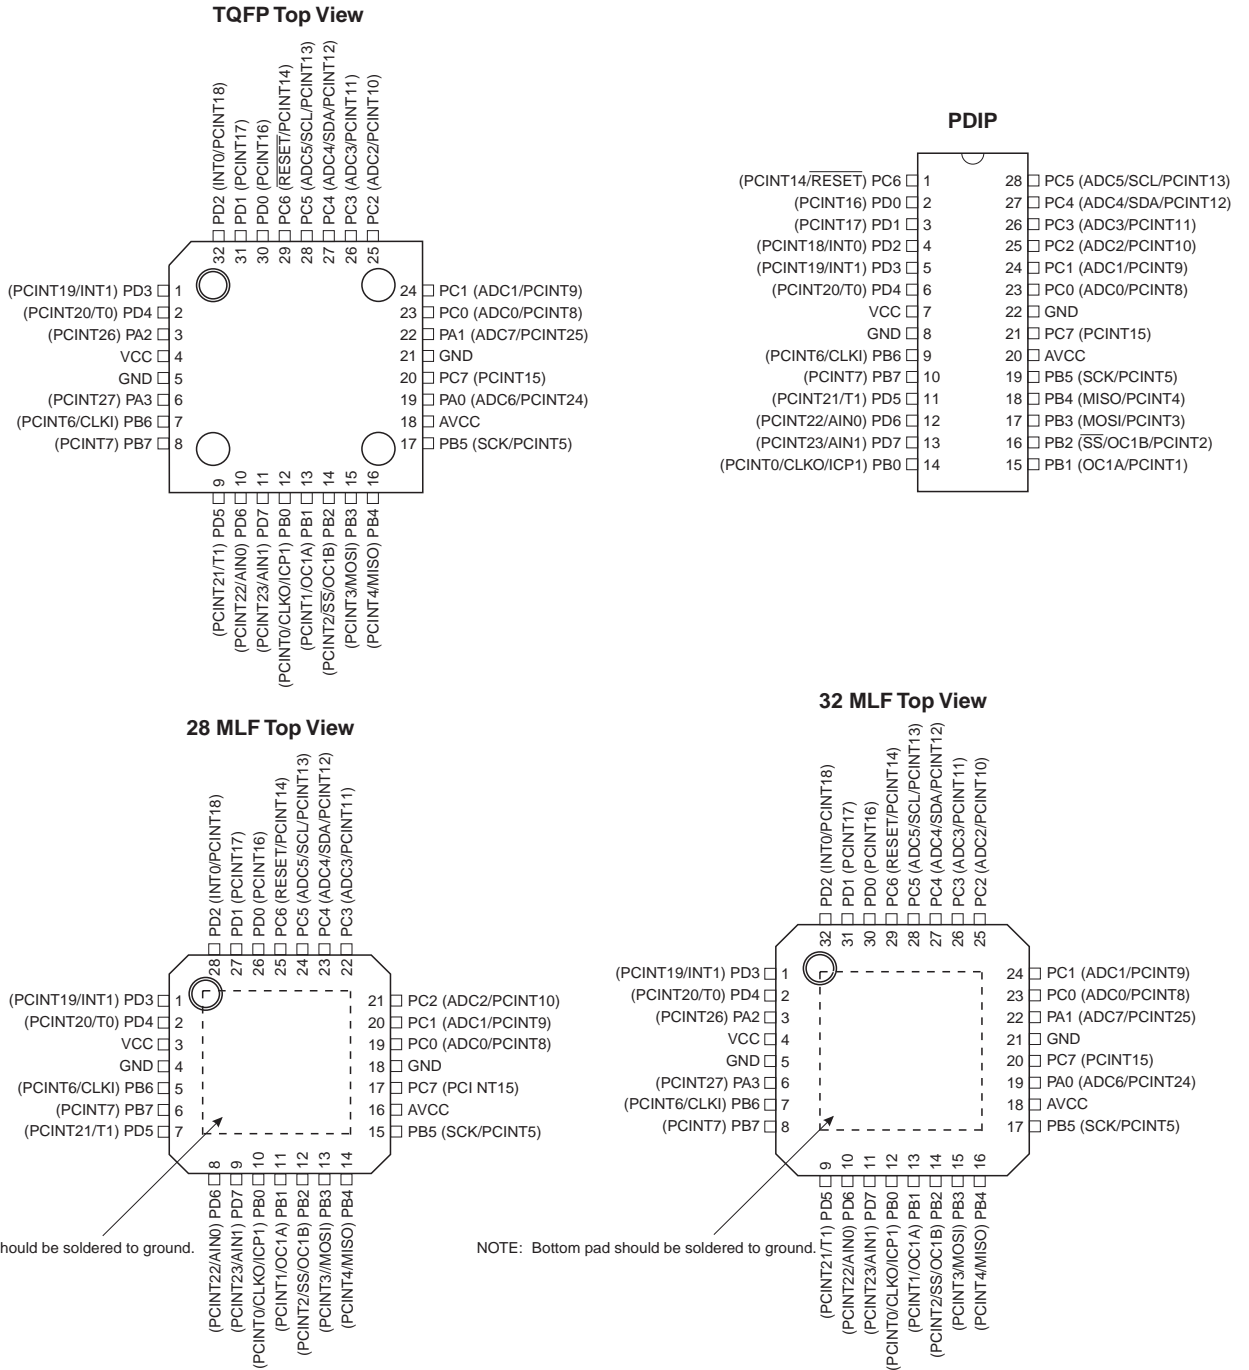 TQFP Top View
32 PD2 (INT0/PCINT18)
31 PD1 (PCINT17)
30 PD0 (PCINT16)
29 PC6 (RESET/PCINT14)
28 PC5 (ADC5/SCL/PCINT13)
27 PC4 (ADC4/SDA/PCINT12)
26 PC3 (ADC3/PCINT11)
25 PC2 (ADC2/PCINT10)
(PCINT19/INT1) PD3 1
(PCINT20/T0) PD4 2
(PCINT26) PA2 3
VCC 4
GND 5
(PCINT27) PA3 6
(PCINT6/CLKI) PB6 7
(PCINT7) PB7 8
24 PC1 (ADC1/PCINT9)
23 PC0 (ADC0/PCINT8)
22 PA1 (ADC7/PCINT25)
21 GND
20 PC7 (PCINT15)
19 PA0 (ADC6/PCINT24)
18 AVCC
17 PB5 (SCK/PCINT5)
(PCINT21/T1) PD5 9
(PCINT22/AIN0) PD6 10
(PCINT23/AIN1) PD7 11
(PCINT0/CLKO/ICP1) PB0 12
(PCINT1/OC1A) PB1 13
(PCINT2/SS/OC1B) PB2 14
(PCINT3/MOSI) PB3 15
(PCINT4/MISO) PB4 16
PDIP
(PCINT14/RESET) PC6 1
(PCINT16) PD0 2
(PCINT17) PD1 3
(PCINT18/INT0) PD2 4
(PCINT19/INT1) PD3 5
(PCINT20/T0) PD4 6
VCC 7
GND 8
(PCINT6/CLKI) PB6 9
(PCINT7) PB7 10
(PCINT21/T1) PD5 11
(PCINT22/AIN0) PD6 12
(PCINT23/AIN1) PD7 13
(PCINT0/CLKO/ICP1) PB0 14
28 PC5 (ADC5/SCL/PCINT13)
27 PC4 (ADC4/SDA/PCINT12)
26 PC3 (ADC3/PCINT11)
25 PC2 (ADC2/PCINT10)
24 PC1 (ADC1/PCINT9)
23 PC0 (ADC0/PCINT8)
22 GND
21 PC7 (PCINT15)
20 AVCC
19 PB5 (SCK/PCINT5)
18 PB4 (MISO/PCINT4)
17 PB3 (MOSI/PCINT3)
16 PB2 (SS/OC1B/PCINT2)
15 PB1 (OC1A/PCINT1)
28 MLF Top View
28 PD2 (INT0/PCINT18)
27 PD1 (PCINT17)
26 PD0 (PCINT16)
25 PC6 (RESET/PCINT14)
24 PC5 (ADC5/SCL/PCINT13)
23 PC4 (ADC4/SDA/PCINT12)
22 PC3 (ADC3/PCINT11)
(PCINT19/INT1) PD3 1
(PCINT20/T0) PD4 2
VCC 3
GND 4
(PCINT6/CLKI) PB6 5
(PCINT7) PB7 6
(PCINT21/T1) PD5 7
21 PC2 (ADC2/PCINT10)
20 PC1 (ADC1/PCINT9)
19 PC0 (ADC0/PCINT8)
18 GND
17 PC7 (PCI NT15)
16 AVCC
15 PB5 (SCK/PCINT5)
(PCINT22/AIN0) PD6 8
(PCINT23/AIN1) PD7 9
(PCINT0/CLKO/ICP1) PB0 10
(PCINT1/OC1A) PB1 11
(PCINT2/SS/OC1B) PB2 12
(PCINT3//MOSI) PB3 13
(PCINT4/MISO) PB4 14
hould be soldered to ground.
32 MLF Top View
32 PD2 (INT0/PCINT18)
31 PD1 (PCINT17)
30 PD0 (PCINT16)
29 PC6 (RESET/PCINT14)
28 PC5 (ADC5/SCL/PCINT13)
27 PC4 (ADC4/SDA/PCINT12)
26 PC3 (ADC3/PCINT11)
25 PC2 (ADC2/PCINT10)
(PCINT19/INT1) PD3 1
(PCINT20/T0) PD4 2
(PCINT26) PA2 3
VCC 4
GND 5
(PCINT27) PA3 6
(PCINT6/CLKI) PB6 7
(PCINT7) PB7 8
24 PC1 (ADC1/PCINT9)
23 PC0 (ADC0/PCINT8)
22 PA1 (ADC7/PCINT25)
21 GND
20 PC7 (PCINT15)
19 PA0 (ADC6/PCINT24)
18 AVCC
17 PB5 (SCK/PCINT5)
(PCINT21/T1) PD5 9
(PCINT22/AIN0) PD6 10
(PCINT23/AIN1) PD7 11
(PCINT0/CLKO/ICP1) PB0 12
(PCINT1/OC1A) PB1 13
(PCINT2/SS/OC1B) PB2 14
(PCINT3/MOSI) PB3 15
(PCINT4/MISO) PB4 16
NOTE: Bottom pad should be soldered to ground.